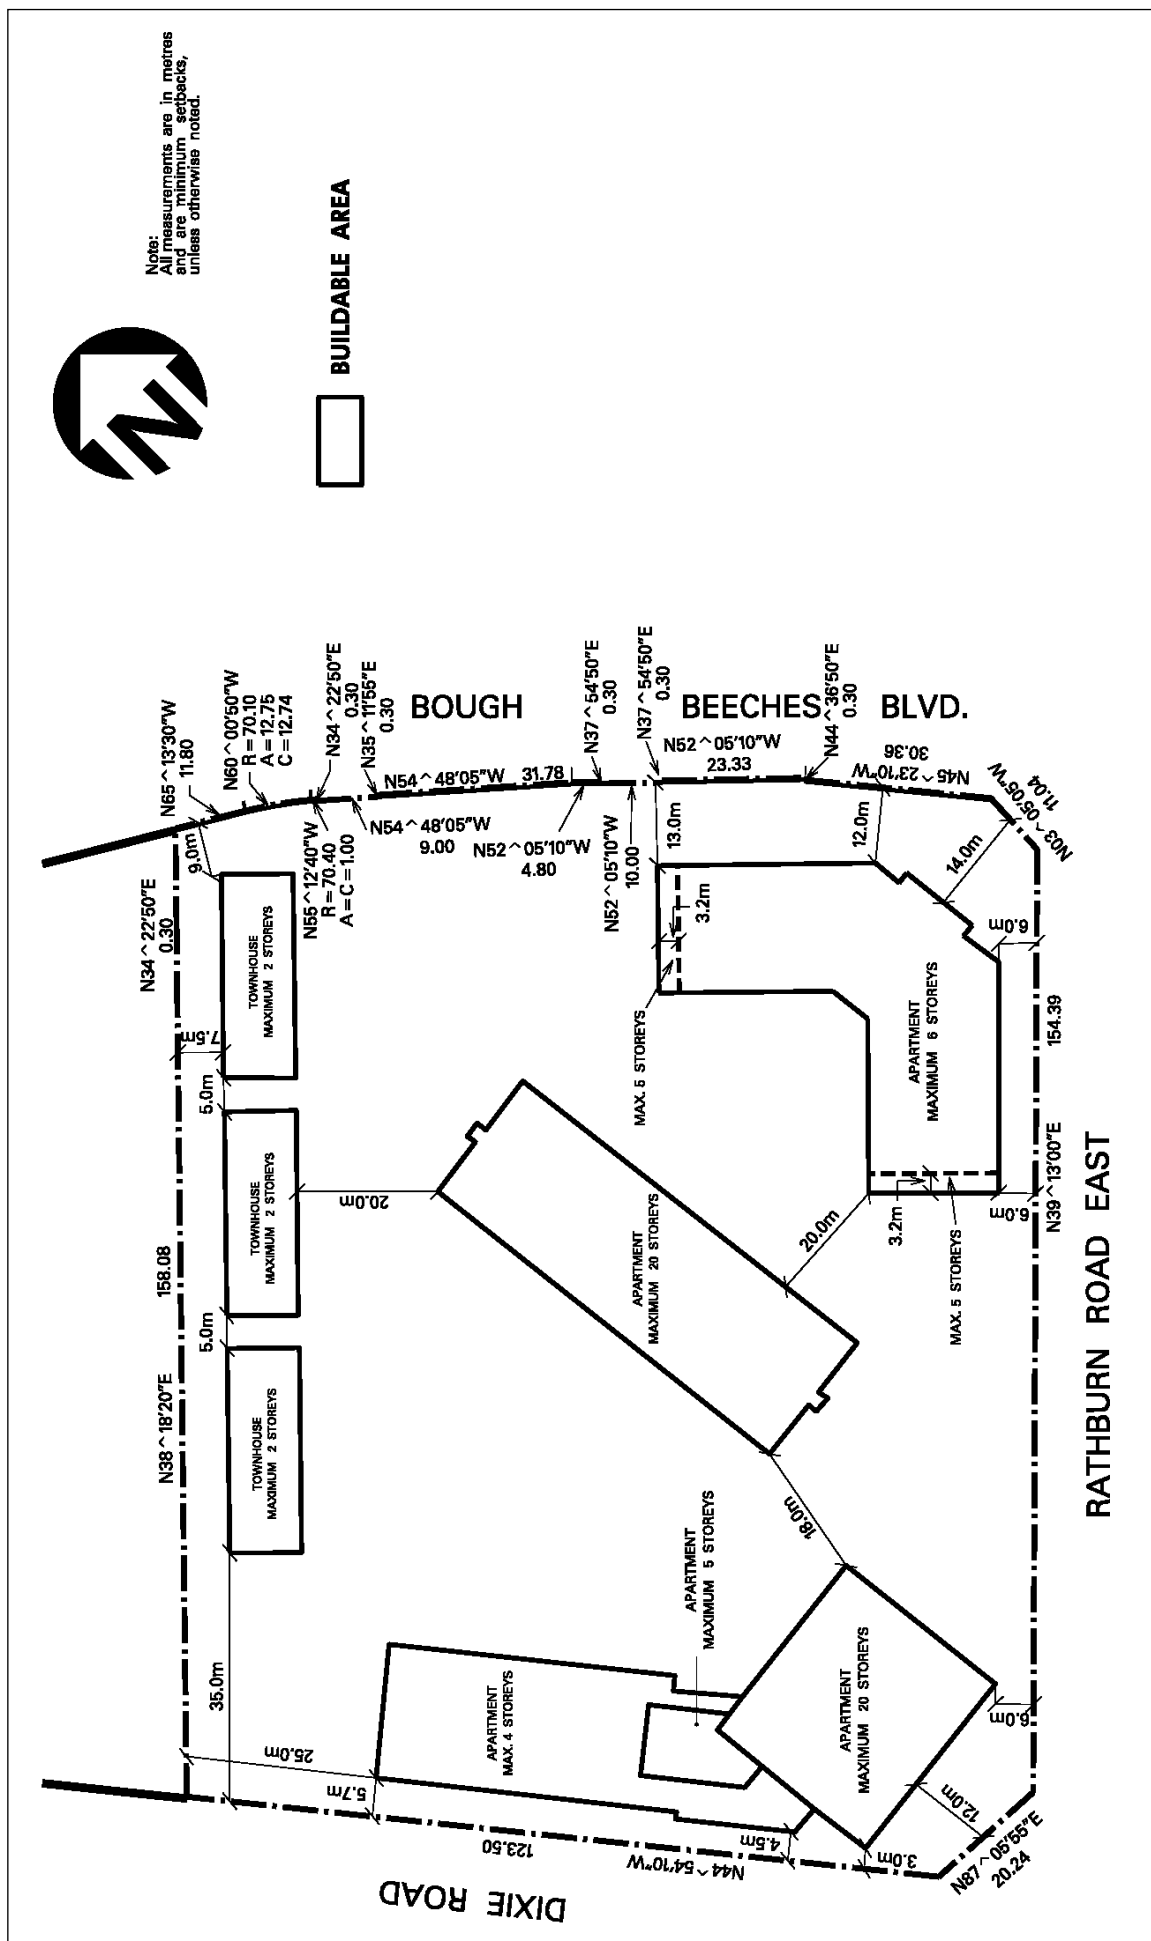 Note:
All measurements are in metres
and are minimum setbacks,
unless otherwise noted.
N
BUILDABLE AREA
N65^13'30"W
11.80
N60^00'50"W
R=70.10
A=12.75
C=12.74
N34^22'50"E
0.30
N35^11'55"E
0.30
BOUGH BEECHES BLVD.
N37^54'50"E
0.30
N37^54'50"E
0.30
N52^05'10"W
23.33
N44^36'50"E
0.30
N54^48'05"W
31.78
N45^23'10"W
30.36
N03^05'05"W
11.04
N34^22'50"E
0.30
9.0m
N55^12'40"W
R=70.40
A=C=1.00
N54^48'05"W
9.00
N52^05'10"W
4.80
N52^05'10"W
10.00
13.0m
12.0m
14.0m
6.0m
7.5m
TOWNHOUSE
MAXIMUM 2 STOREYS
3.2m
MAX. 5 STOREYS
APARTMENT
MAXIMUM 6 STOREYS
154.39
5.0m
TOWNHOUSE
MAXIMUM 2 STOREYS
20.0m
APARTMENT
MAXIMUM 20 STOREYS
20.0m
3.2m
MAX. 5 STOREYS
6.0m
N39^13'00"E
RATHBURN ROAD EAST
158.08
5.0m
N38^18'20"E
TOWNHOUSE
MAXIMUM 2 STOREYS
18.0m
APARTMENT
MAXIMUM 5 STOREYS
35.0m
25.0m
5.7m
APARTMENT
MAX. 4 STOREYS
APARTMENT
MAXIMUM 20 STOREYS
6.0m
12.0m
4.5m
3.0m
123.50
N44^54'10"W
N87^05'55"E
20.24
DIXIE ROAD